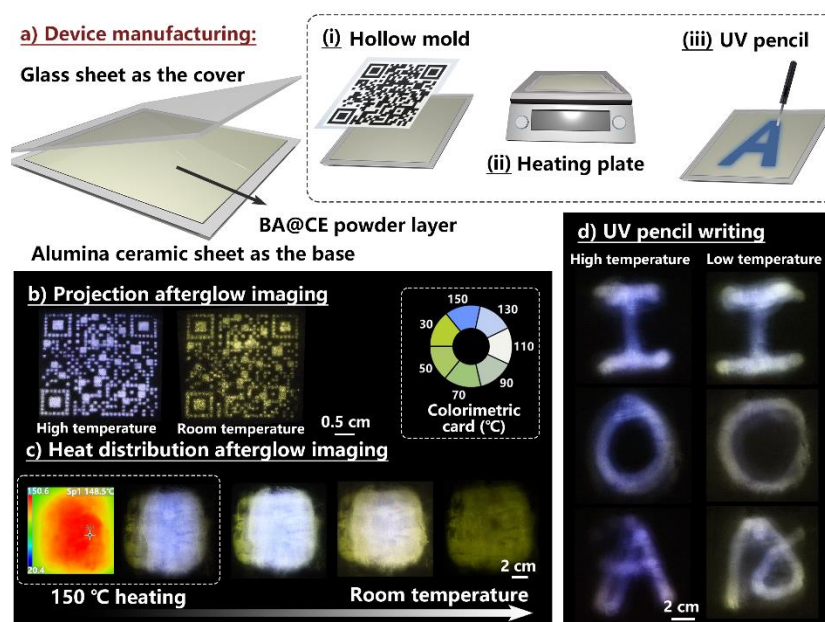 a) Device manufacturing:
Glass sheet as the cover
BA@CE powder layer
Alumina ceramic sheet as the base
(i) Hollow mold
(ii) Heating plate
(iii) UV pencil
A
b) Projection afterglow imaging
High temperature
Room temperature
0.5 cm
150
130
110
90
70
50
30
Colorimetric
card (℃)
c) Heat distribution afterglow imaging
150.6
Sp1 148.5℃
20.4
2 cm
150 ℃ heating
Room temperature
d) UV pencil writing
High temperature
Low temperature
I
I
O
O
A
2 cm